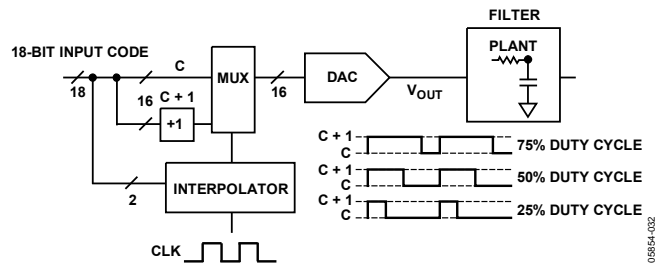 FILTER
18-BIT INPUT CODE
PLANT
C
MUX
DAC
18
16
VOUT
16 C + 1
+1
C + 1
C
75% DUTY CYCLE
C + 1
C
50% DUTY CYCLE
INTERPOLATOR
2
C + 1
C
25% DUTY CYCLE
CLK
05854-032